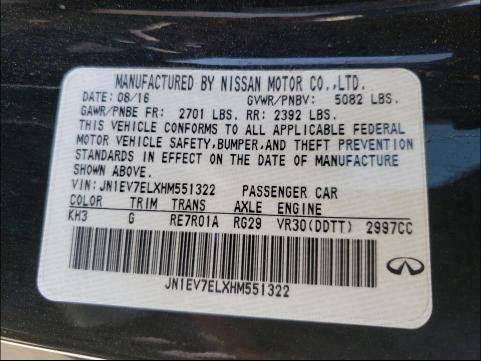 MANUFACTURED BY NISSAN MOTOR CO.,LTD.
DATE: 08/16 GVWR/PNBV: 5082 LBS.
GAWR/PNBE FR: 2701 LBS. RR: 2392 LBS.
THIS VEHICLE CONFORMS TO ALL APPLICABLE FEDERAL
MOTOR VEHICLE SAFETY,BUMPER,AND THEFT PREVENTION
STANDARDS IN EFFECT ON THE DATE OF MANUFACTURE
SHOWN ABOVE.
VIN: JN1EV7ELXHM551322 PASSENGER CAR
COLOR TRIM TRANS AXLE ENGINE
KH3 G RE7R01A RG29 VR30(DDTT) 2997CC
JN1EV7ELXHM551322